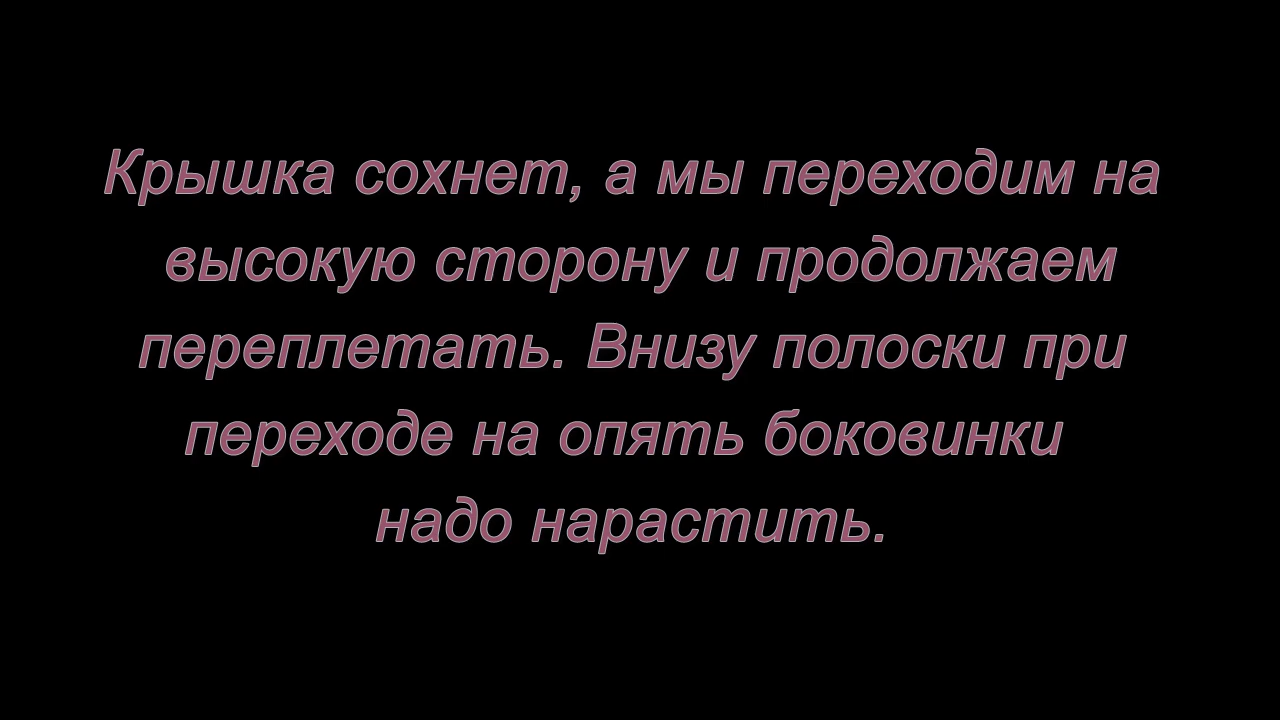 Крышка сохнет, а мы переходим на
высокую сторону и продолжаем
переплетать. Внизу полоски при
переходе на опять боковинки
надо нарастить.